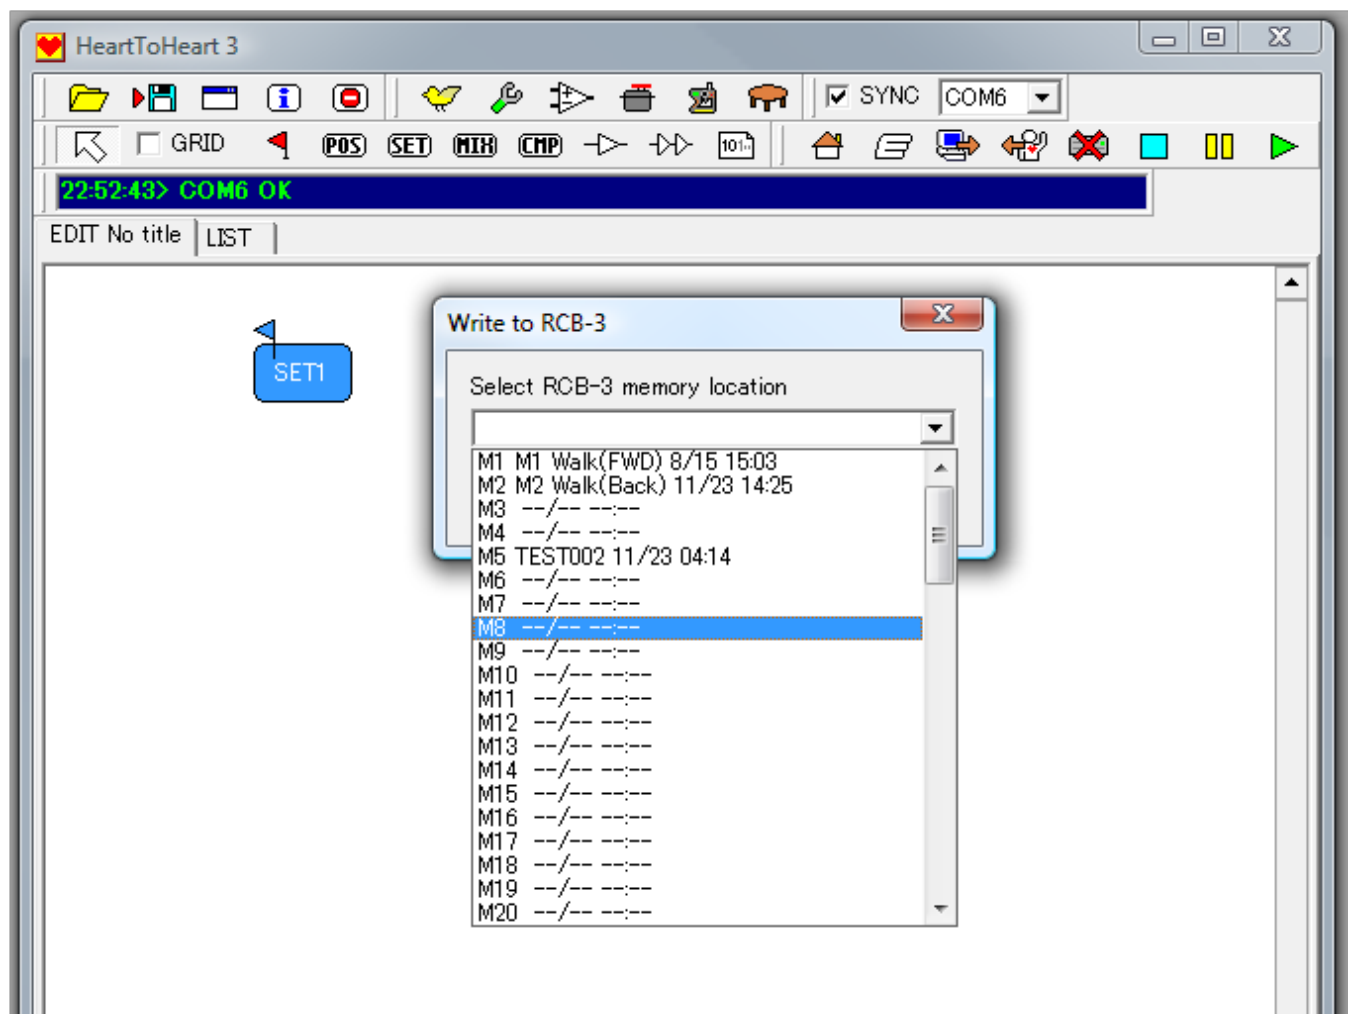 HeartToHeart 3
SYNC COM6
GRID POS SET MIX CMP 101..
22:52:43> COM6 OK
EDIT No title LIST
SET1
Write to RCB-3
Select RCB-3 memory location
M1 M1 Walk(FWD) 8/15 15:03
M2 M2 Walk(Back) 11/23 14:25
M3 --/-- --:--
M4 --/-- --:--
M5 TEST002 11/23 04:14
M6 --/-- --:--
M7 --/-- --:--
M8 --/-- --:--
M9 --/-- --:--
M10 --/-- --:--
M11 --/-- --:--
M12 --/-- --:--
M13 --/-- --:--
M14 --/-- --:--
M15 --/-- --:--
M16 --/-- --:--
M17 --/-- --:--
M18 --/-- --:--
M19 --/-- --:--
M20 --/-- --:--